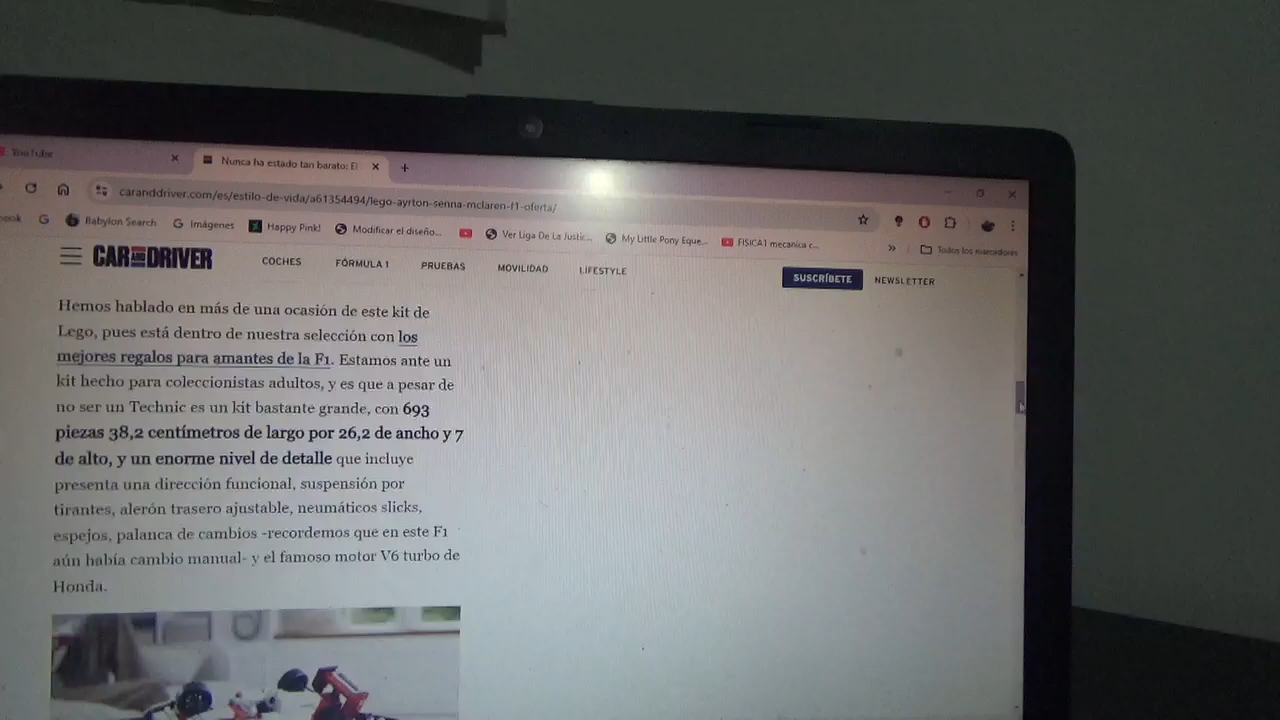 YouTube
Nunca ha estado tan barato: El
caranddriver.com/es/estilo-de-vida/a61354494/lego-ayrton-senna-mclaren-f1-oferta/
Babylon Search
Imágenes
Happy Pink!
Modificar el diseño...
Ver Liga De La Justic...
My Little Pony Eque...
FISICA1 mecanica c...
Todos los marcadores
CAR AND DRIVER
COCHES
FÓRMULA 1
PRUEBAS
MOVILIDAD
LIFESTYLE
SUSCRÍBETE
NEWSLETTER
Hemos hablado en más de una ocasión de este kit de
Lego, pues está dentro de nuestra selección con los
mejores regalos para amantes de la F1. Estamos ante un
kit hecho para coleccionistas adultos, y es que a pesar de
no ser un Technic es un kit bastante grande, con 693
piezas 38,2 centímetros de largo por 26,2 de ancho y 7
de alto, y un enorme nivel de detalle que incluye
presenta una dirección funcional, suspensión por
tirantes, alerón trasero ajustable, neumáticos slicks,
espejos, palanca de cambios -recordemos que en este F1
aún había cambio manual- y el famoso motor V6 turbo de
Honda.